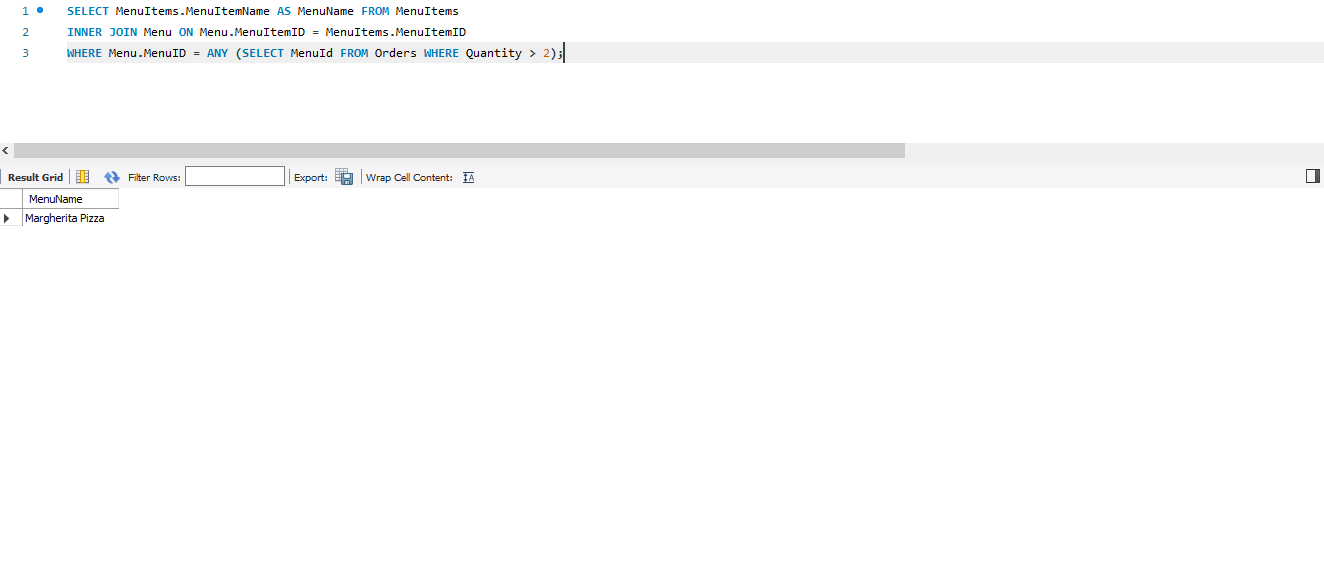 1 SELECT MenuItems.MenuItemName AS MenuName FROM MenuItems
2 INNER JOIN Menu ON Menu.MenuItemID = MenuItems.MenuItemID
3 WHERE Menu.MenuID = ANY (SELECT MenuId FROM Orders WHERE Quantity > 2);
Result Grid Filter Rows: Export: Wrap Cell Content: IA
MenuName
Margherita Pizza